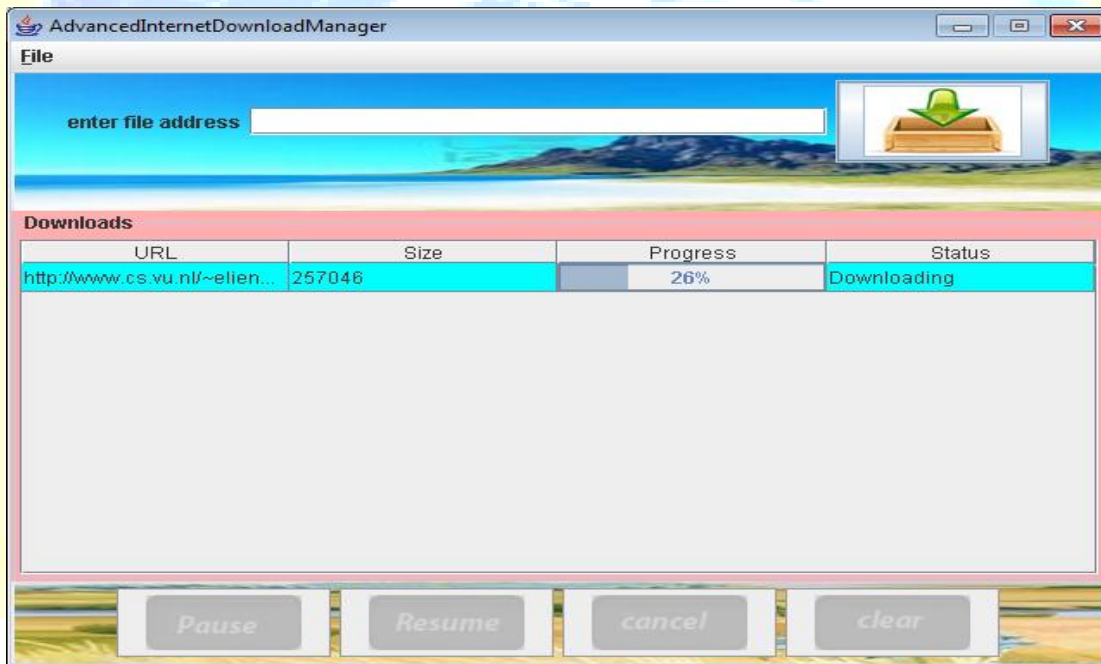 AdvancedInternetDownloadManager
File
enter file address
Downloads
URL Size Progress Status
http://www.cs.vu.nl/~elien... 257046 26% Downloading
Pause Resume cancel clear